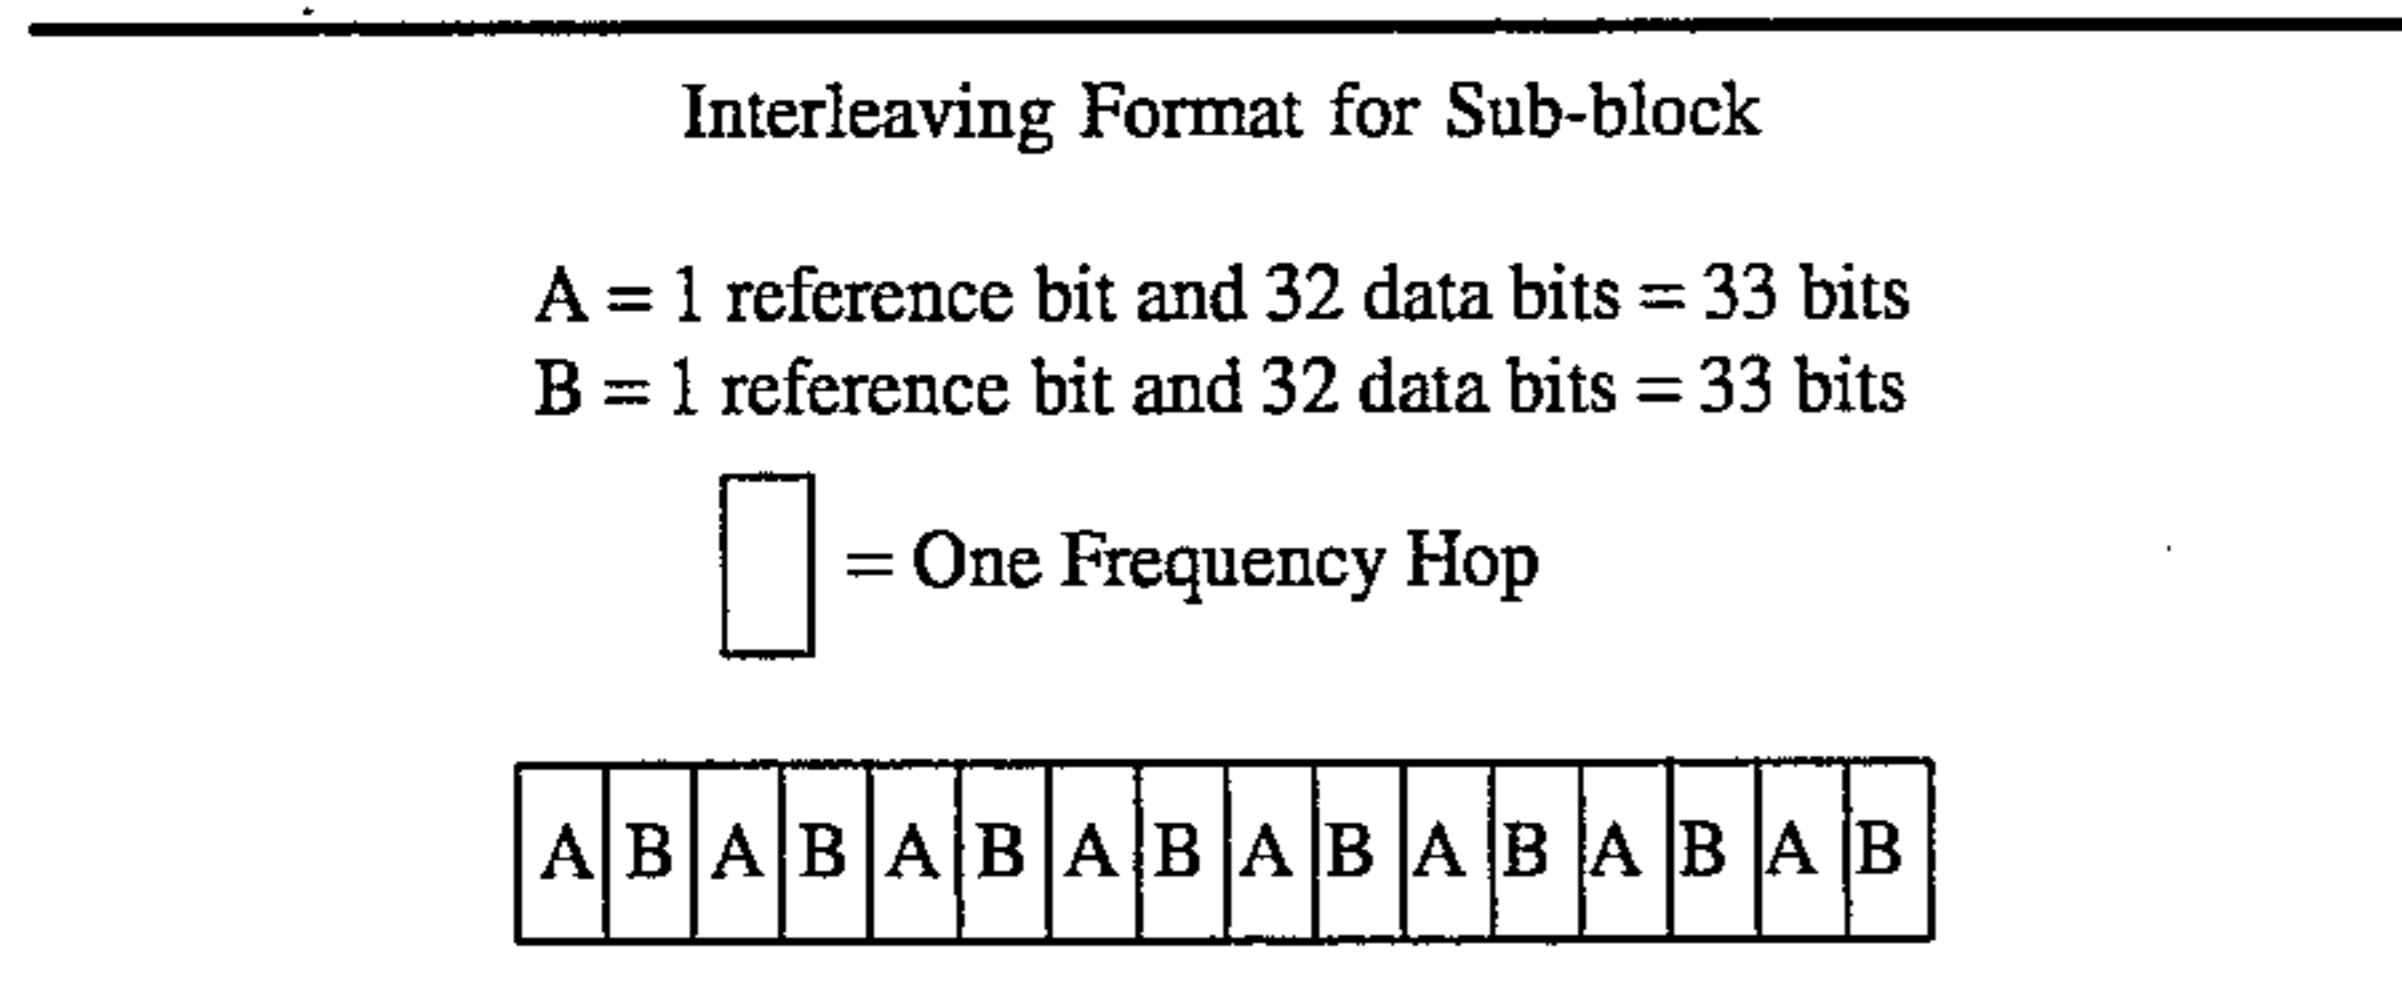 Interleaving Format for Sub-block
A = 1 reference bit and 32 data bits = 33 bits
B = 1 reference bit and 32 data bits = 33 bits
= One Frequency Hop
A B A B A B A B A B A B A B A B